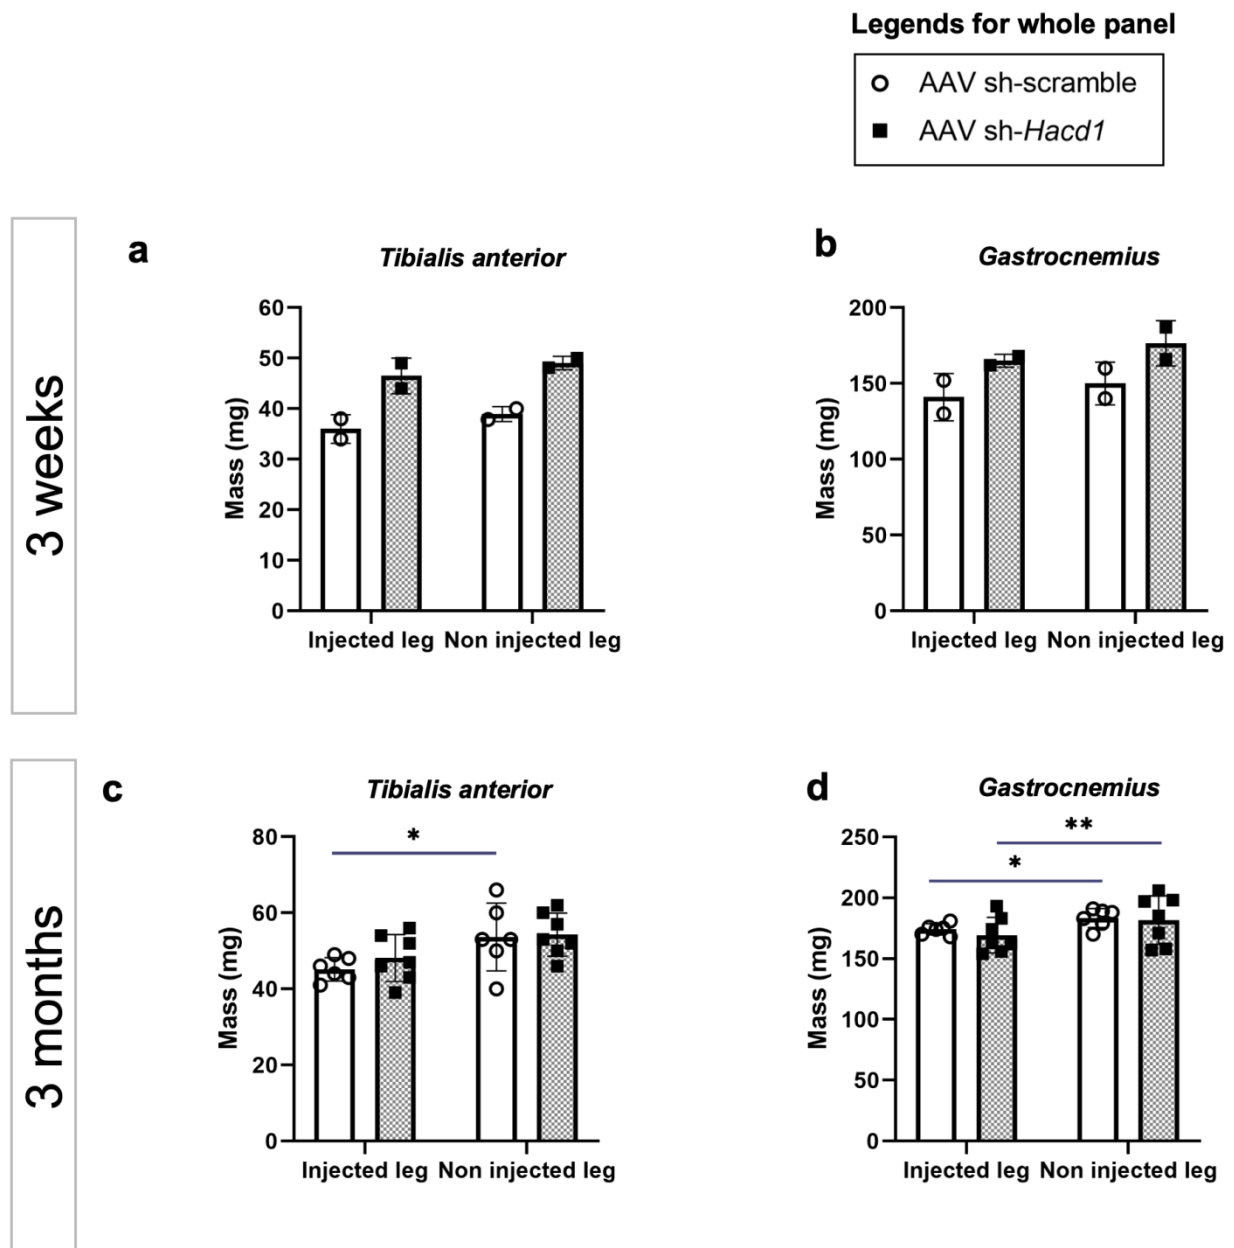 Legends for whole panel
AAV sh-scramble
AAV sh-Hacd1
3 weeks
a
Tibialis anterior
60
50
40
30
20
10
0
Mass (mg)
Injected leg Non injected leg
b
Gastrocnemius
200
150
100
50
0
Mass (mg)
Injected leg Non injected leg
3 months
c
Tibialis anterior
*
80
60
40
20
0
Mass (mg)
Injected leg Non injected leg
d
Gastrocnemius
**
*
250
200
150
100
50
0
Mass (mg)
Injected leg Non injected leg